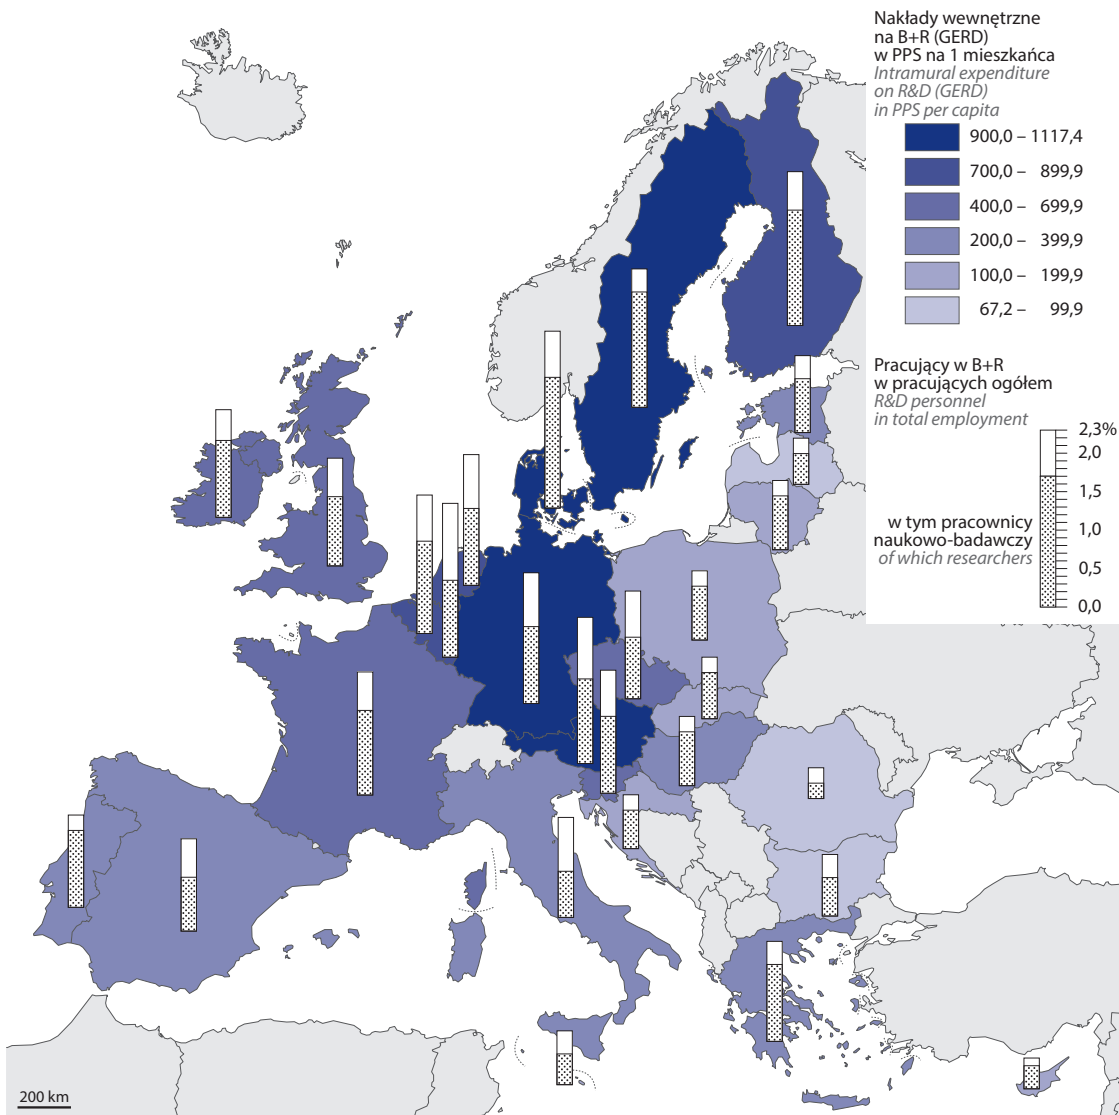 Nakłady wewnętrzne
na B+R (GERD)
w PPS na 1 mieszkańca
Intramural expenditure
on R&D (GERD)
in PPS per capita
900,0 – 1117,4
700,0 – 899,9
400,0 – 699,9
200,0 – 399,9
100,0 – 199,9
67,2 – 99,9
Pracujący w B+R
w pracujących ogółem
R&D personnel
in total employment
2,3%
2,0
1,5
1,0
0,5
0,0
w tym pracownicy
naukowo-badawczy
of which researchers
200 km